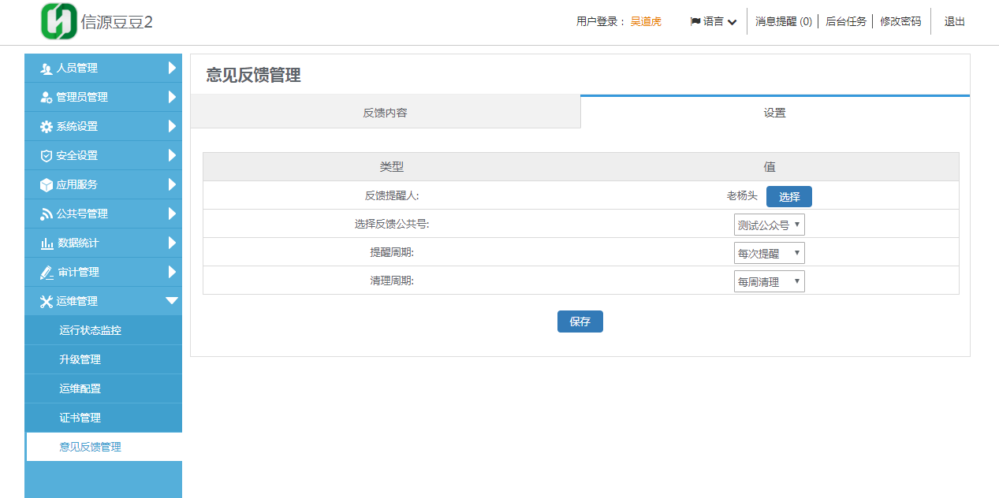 信源豆豆2
用户登录： 吴道虎 语言 消息提醒 (0) 后台任务 修改密码 退出
人员管理
管理员管理
系统设置
安全设置
应用服务
公共号管理
数据统计
审计管理
运维管理
运行状态监控
升级管理
运维配置
证书管理
意见反馈管理
意见反馈管理
反馈内容 设置
类型 值
反馈提醒人: 老杨头 选择
选择反馈公共号: 测试公众号
提醒周期: 每次提醒
清理周期: 每周清理
保存